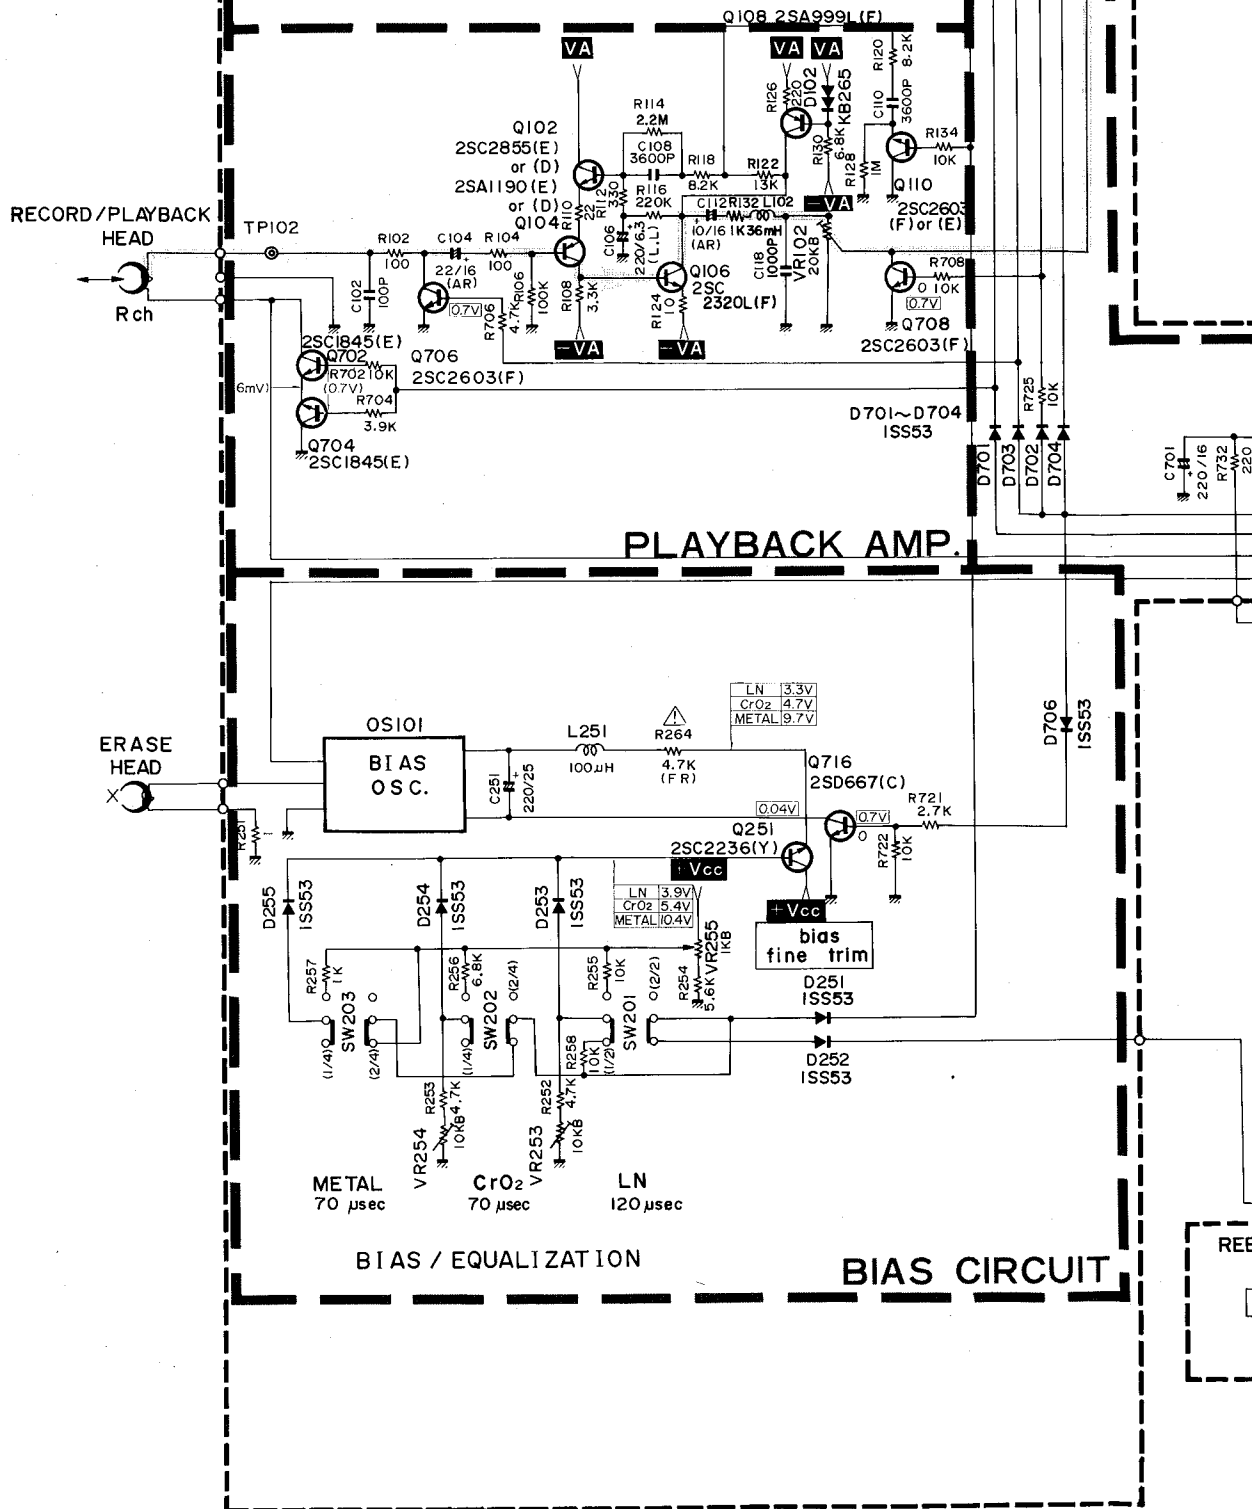 Q108 2SA999L(F)
VA
VA
VA
R126
220
D102
KB265
R120
8.2K
C110
3600P
R114
2.2M
C108
3600P
R118
8.2K
R122
13K
R130
6.8K
R128
1M
R134
10K
Q110
2SC2603
(F) or (E)
Q102
2SC2855(E)
or (D)
2SA1190(E)
or (D)
Q104
R110
22
R112
330
R116
220K
C112
10/16
(AR)
R132
1K
L102
36mH
-VA
RECORD/PLAYBACK
HEAD
R ch
TP102
R102
100
C104
22/16
(AR)
R104
100
C106
220/6.3
(L.L)
Q106
2SC
2320L(F)
C118
1000P
VR102
20KB
R708
10K
0
0.7V
Q708
2SC2603(F)
C102
100P
0.7V
R706
4.7K
R106
100K
R108
3.3K
R124
10
-VA
-VA
2SC1845(E)
Q702
R702 10K
(0.7V)
6mV)
R704
3.9K
Q706
2SC2603(F)
Q704
2SC1845(E)
D701~D704
1SS53
R725
10K
D701
D703
D702
D704
C701
220/16
R732
220
PLAYBACK AMP.
LN 3.3V
CrO2 4.7V
METAL 9.7V
D706
1SS53
ERASE
HEAD
OS101
BIAS
OSC.
L251
100μH
R264
4.7K
(FR)
Q716
2SD667(C)
C251
220/25
0.04V
0.7V
0
R721
2.7K
R722
10K
R251
1
Q251
2SC2236(Y)
+Vcc
LN 3.9V
CrO2 5.4V
METAL 10.4V
+Vcc
bias
fine trim
D255
1SS53
D254
1SS53
D253
1SS53
VR255
1KB
R254
5.6K
R257
1K
R256
6.8K
(2/4)
R255
10K
(2/2)
D251
1SS53
SW203
SW202
SW201
(1/4)
(2/4)
(1/4)
R258
10K
(1/2)
D252
1SS53
R253
4.7K
R252
4.7K
VR254
10KB
VR253
10KB
METAL
70 μsec
CrO2
70 μsec
LN
120 μsec
BIAS / EQUALIZATION
BIAS CIRCUIT
REE